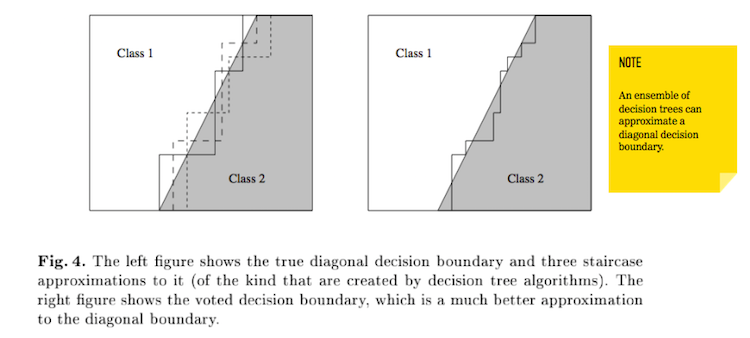 Class 1
Class 2
Class 1
Class 2
NOTE
An ensemble of
decision trees can
approximate a
diagonal decision
boundary.
Fig. 4. The left figure shows the true diagonal decision boundary and three staircase
approximations to it (of the kind that are created by decision tree algorithms). The
right figure shows the voted decision boundary, which is a much better approximation
to the diagonal boundary.